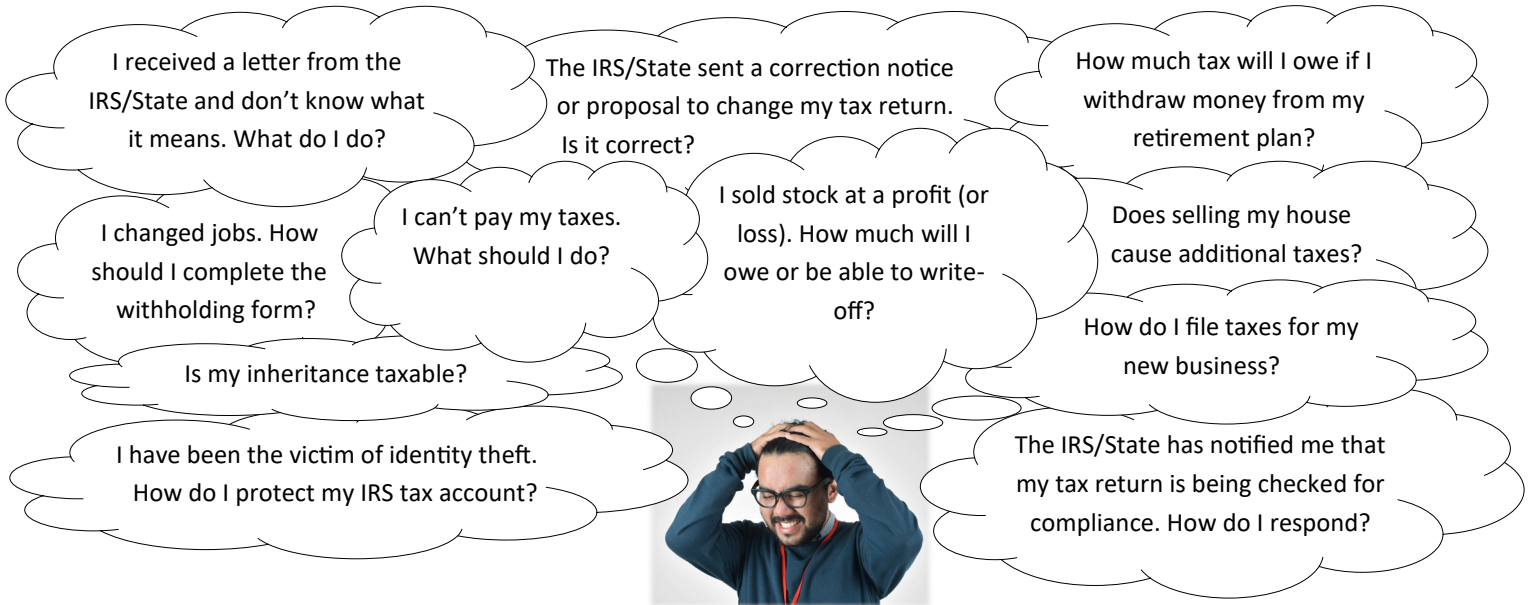 I received a letter from the
IRS/State and don’t know what
it means. What do I do?
The IRS/State sent a correction notice
or proposal to change my tax return.
Is it correct?
How much tax will I owe if I
withdraw money from my
retirement plan?
I changed jobs. How
should I complete the
withholding form?
I can’t pay my taxes.
What should I do?
I sold stock at a profit (or
loss). How much will I
owe or be able to write-
off?
Does selling my house
cause additional taxes?
Is my inheritance taxable?
How do I file taxes for my
new business?
I have been the victim of identity theft.
How do I protect my IRS tax account?
The IRS/State has notified me that
my tax return is being checked for
compliance. How do I respond?